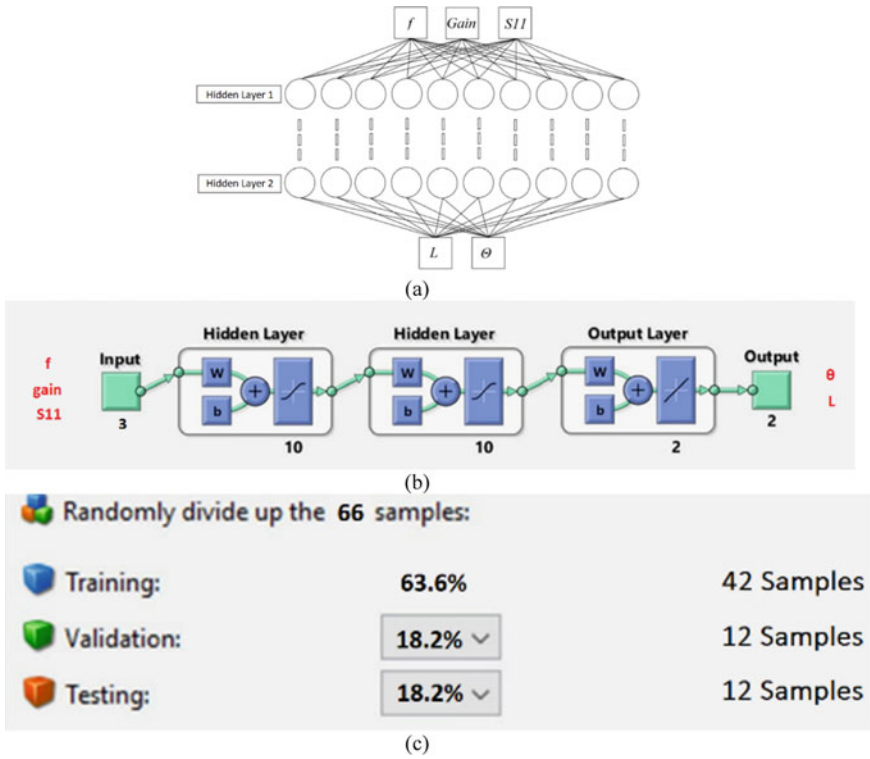 f Gain S11
Hidden Layer 1
Hidden Layer 2
L Θ
(a)
Hidden Layer Hidden Layer Output Layer
f Input W W W Output θ
gain b b b L
S11 3 10 10 2 2
(b)
Randomly divide up the 66 samples:
Training: 63.6% 42 Samples
Validation: 18.2% 12 Samples
Testing: 18.2% 12 Samples
(c)